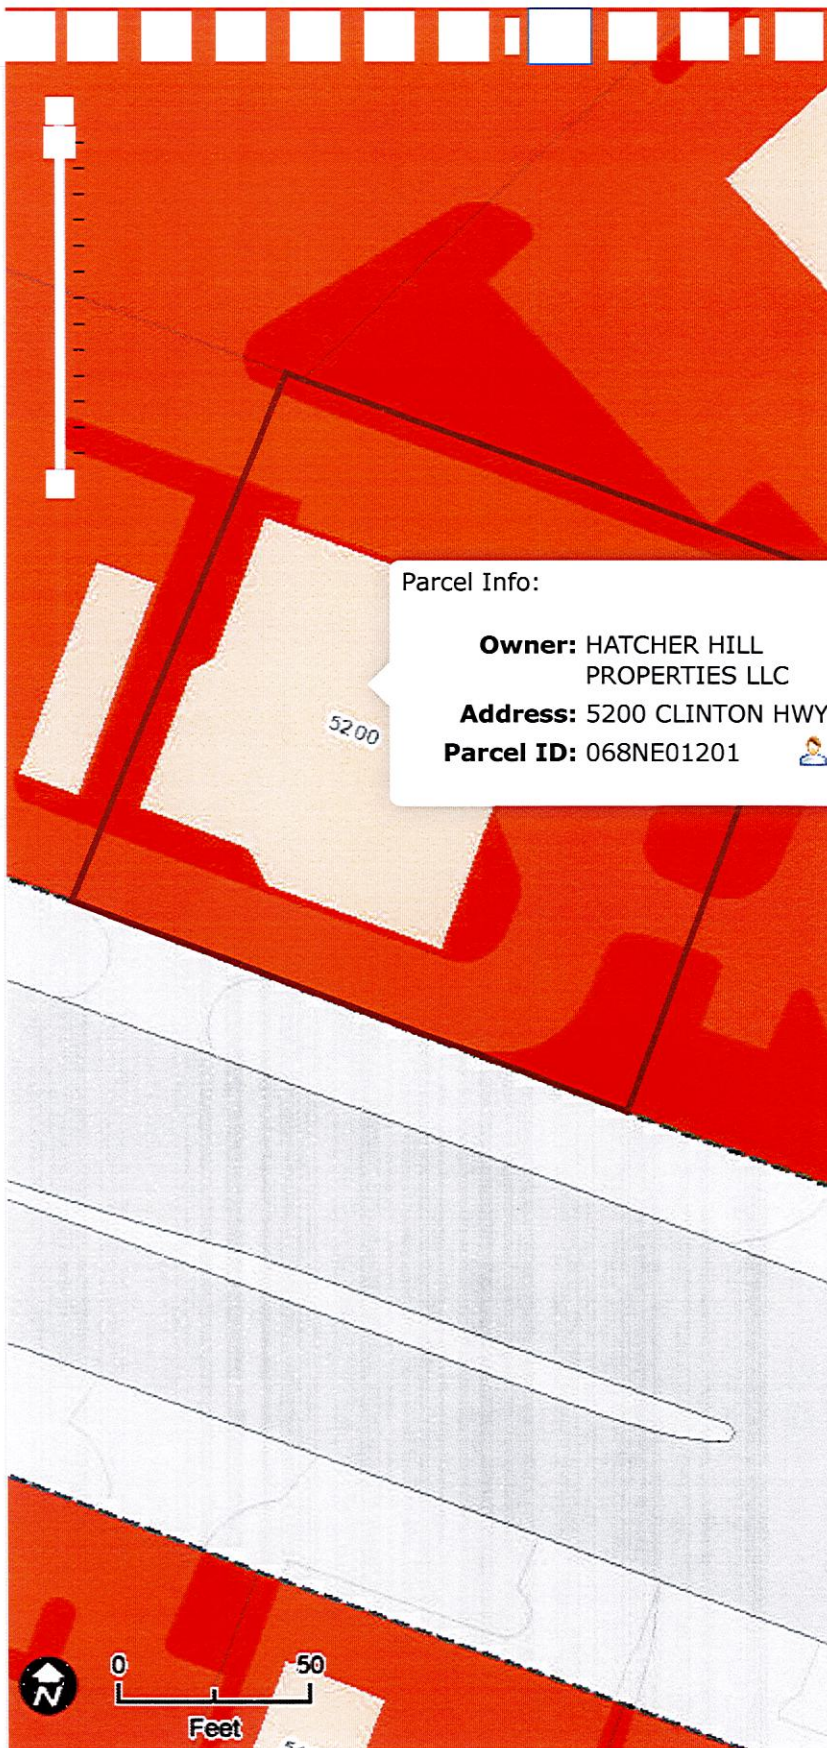 Parcel Info:
Owner: HATCHER HILL
PROPERTIES LLC
Address: 5200 CLINTON HWY
Parcel ID: 068NE01201
5200
N
0 50
Feet